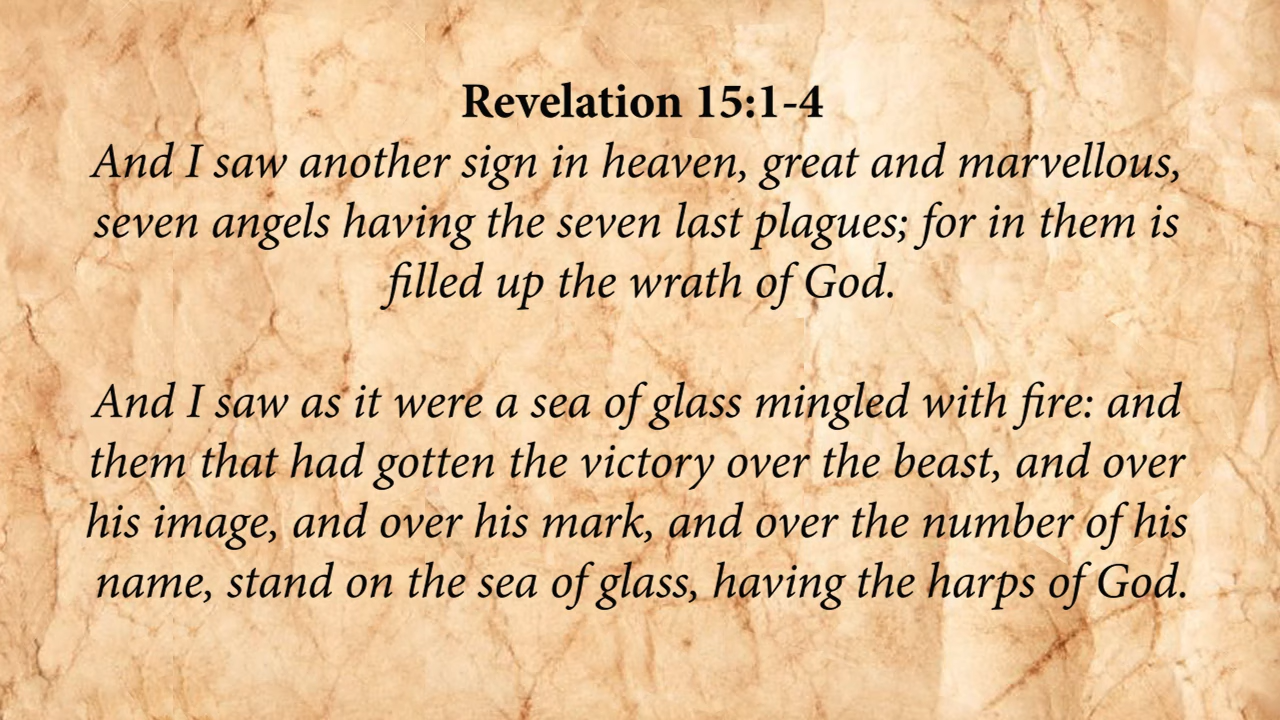 Revelation 15:1-4
And I saw another sign in heaven, great and marvellous,
seven angels having the seven last plagues; for in them is
filled up the wrath of God.
And I saw as it were a sea of glass mingled with fire: and
them that had gotten the victory over the beast, and over
his image, and over his mark, and over the number of his
name, stand on the sea of glass, having the harps of God.